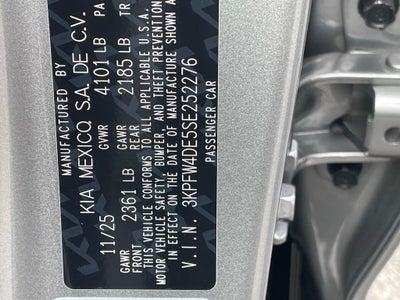 MANUFACTURED BY
KIA MEXICO S.A. DE C.V.
11/25 GVWR 4101 LB PA
GAWR FRONT 2361 LB GAWR REAR 2185 LB TR
THIS VEHICLE CONFORMS TO ALL APPLICABLE U.S.A.
MOTOR VEHICLE SAFETY, BUMPER, AND THEFT PREVENTION
IN EFFECT ON THE DATE OF MANUFACTURE SHOWN A
V.I.N. 3KPFW4DE5SE252276
PASSENGER CAR